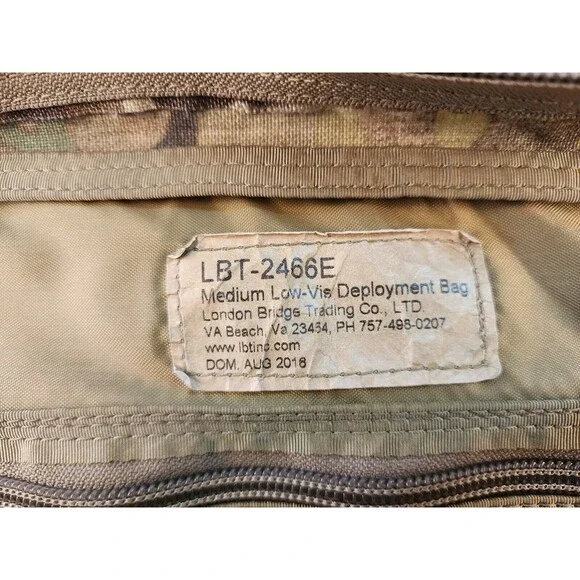 LBT-2466E
Medium Low-Vis Deployment Bag
London Bridge Trading Co., LTD.
VA Beach, Va 23454, PH 757-498-0207
www.lbtinc.com
DOM. AUG 2016